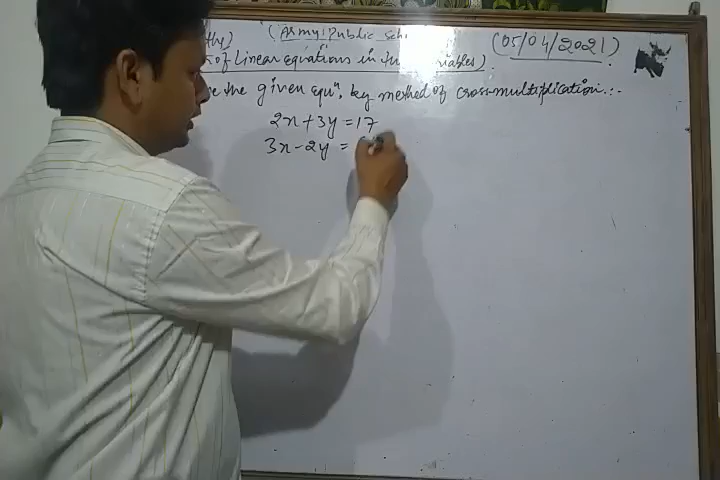 (Army Public Sch (05/04/2021)
of Linear equations in
the given equⁿ. by method of cross multiplication.:-
2x+3y=17
3x-2y=